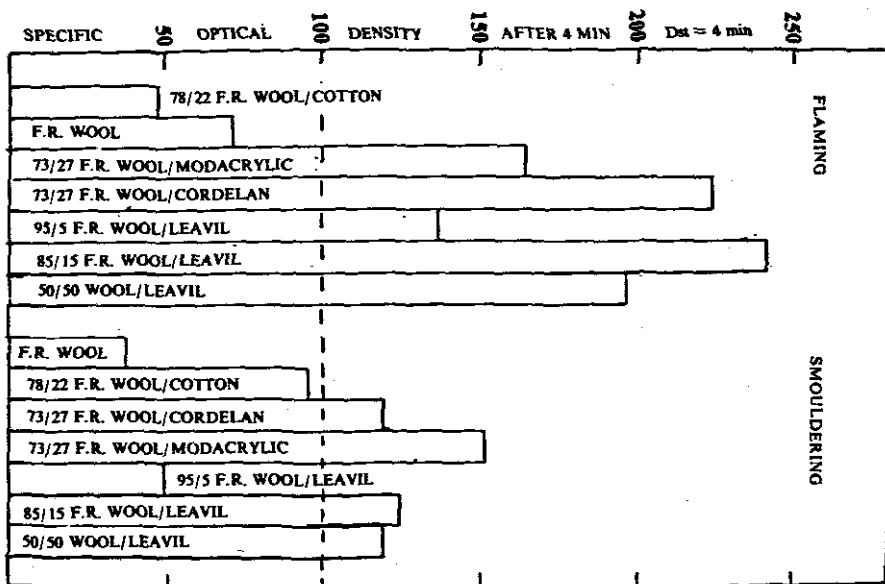 SPECIFIC 50 OPTICAL 100 DENSITY 150 AFTER 4 MIN 200 Dst = 4 min 250
FLAMING
78/22 F.R. WOOL/COTTON
F.R. WOOL
73/27 F.R. WOOL/MODACRYLIC
73/27 F.R. WOOL/CORDELAN
95/5 F.R. WOOL/LEAVIL
85/15 F.R. WOOL/LEAVIL
50/50 WOOL/LEAVIL
SMOULDERING
F.R. WOOL
78/22 F.R. WOOL/COTTON
73/27 F.R. WOOL/CORDELAN
73/27 F.R. WOOL/MODACRYLIC
95/5 F.R. WOOL/LEAVIL
85/15 F.R. WOOL/LEAVIL
50/50 WOOL/LEAVIL